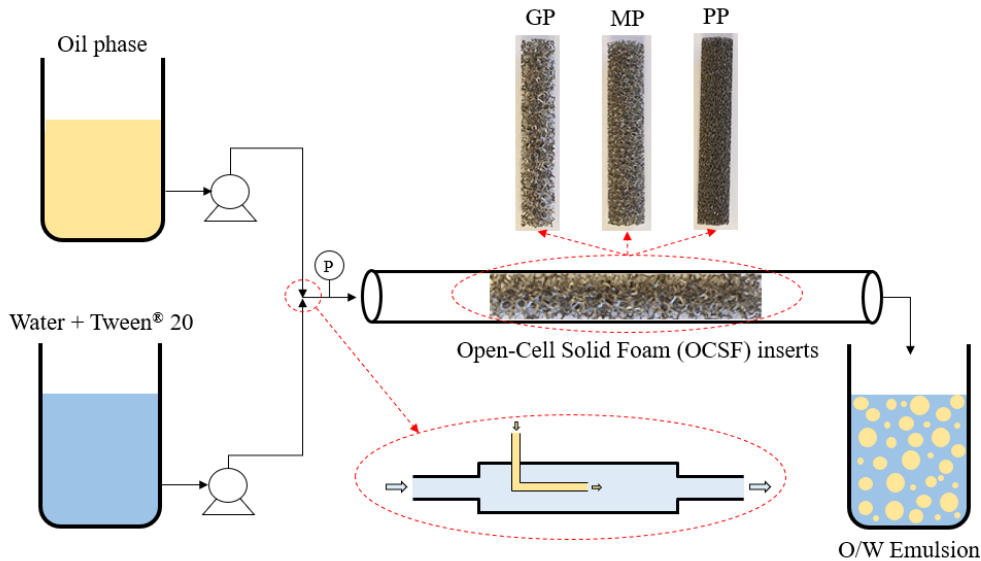 GP MP PP
Oil phase
P
Water + Tween® 20
Open-Cell Solid Foam (OCSF) inserts
O/W Emulsion